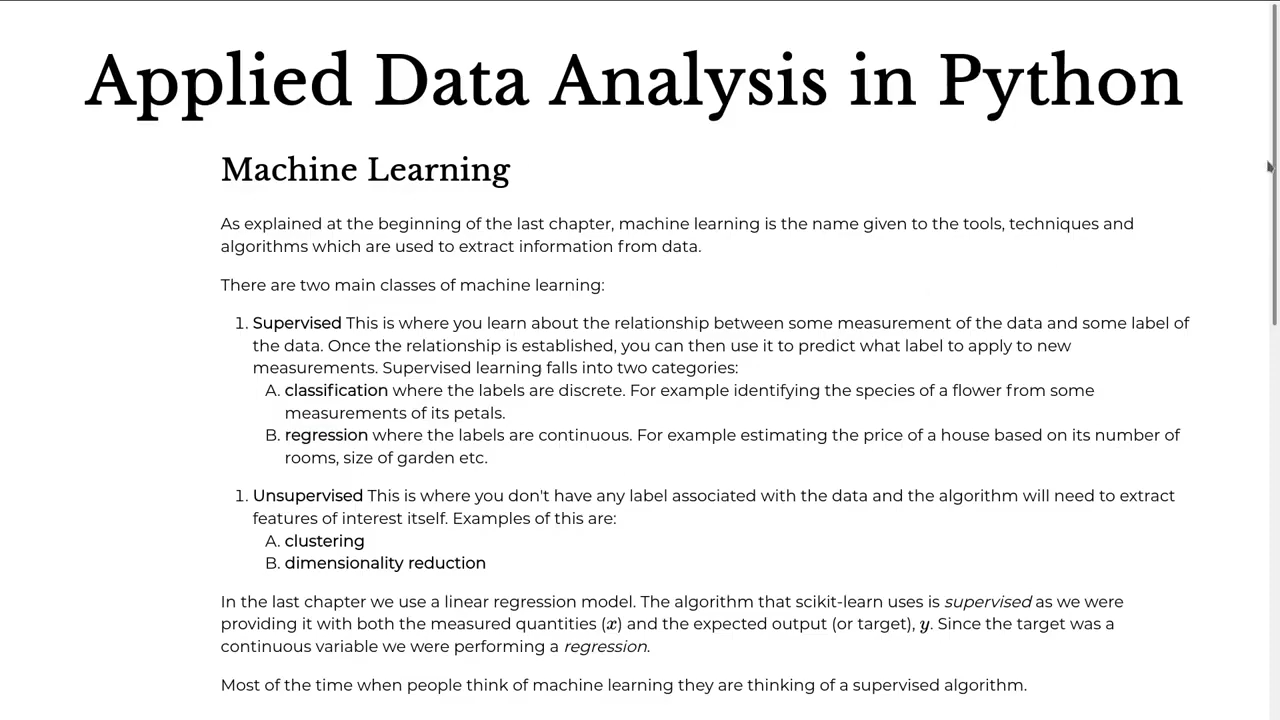 Applied Data Analysis in Python
Machine Learning
As explained at the beginning of the last chapter, machine learning is the name given to the tools, techniques and
algorithms which are used to extract information from data.
There are two main classes of machine learning:
1. Supervised This is where you learn about the relationship between some measurement of the data and some label of
the data. Once the relationship is established, you can then use it to predict what label to apply to new
measurements. Supervised learning falls into two categories:
A. classification where the labels are discrete. For example identifying the species of a flower from some
measurements of its petals.
B. regression where the labels are continuous. For example estimating the price of a house based on its number of
rooms, size of garden etc.
1. Unsupervised This is where you don't have any label associated with the data and the algorithm will need to extract
features of interest itself. Examples of this are:
A. clustering
B. dimensionality reduction
In the last chapter we use a linear regression model. The algorithm that scikit-learn uses is supervised as we were
providing it with both the measured quantities (x) and the expected output (or target), y. Since the target was a
continuous variable we were performing a regression.
Most of the time when people think of machine learning they are thinking of a supervised algorithm.